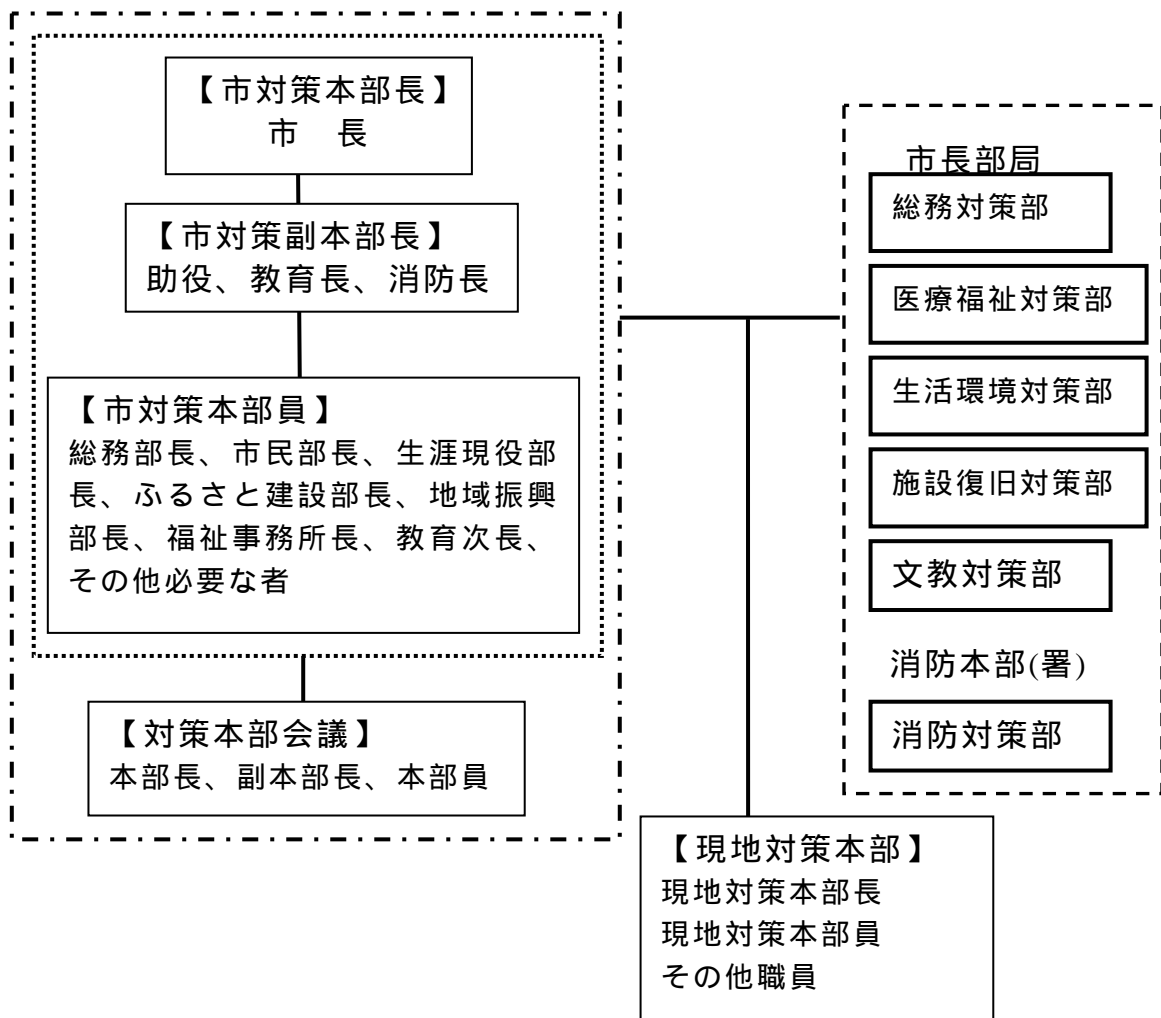 【市対策本部長】
市　長
【市対策副本部長】
助役、教育長、消防長
【市対策本部員】
総務部長、市民部長、生涯現役部
長、ふるさと建設部長、地域振興
部長、福祉事務所長、教育次長、
その他必要な者
【対策本部会議】
本部長、副本部長、本部員
市長部局
総務対策部
医療福祉対策部
生活環境対策部
施設復旧対策部
文教対策部
消防本部(署)
消防対策部
【現地対策本部】
現地対策本部長
現地対策本部員
その他職員